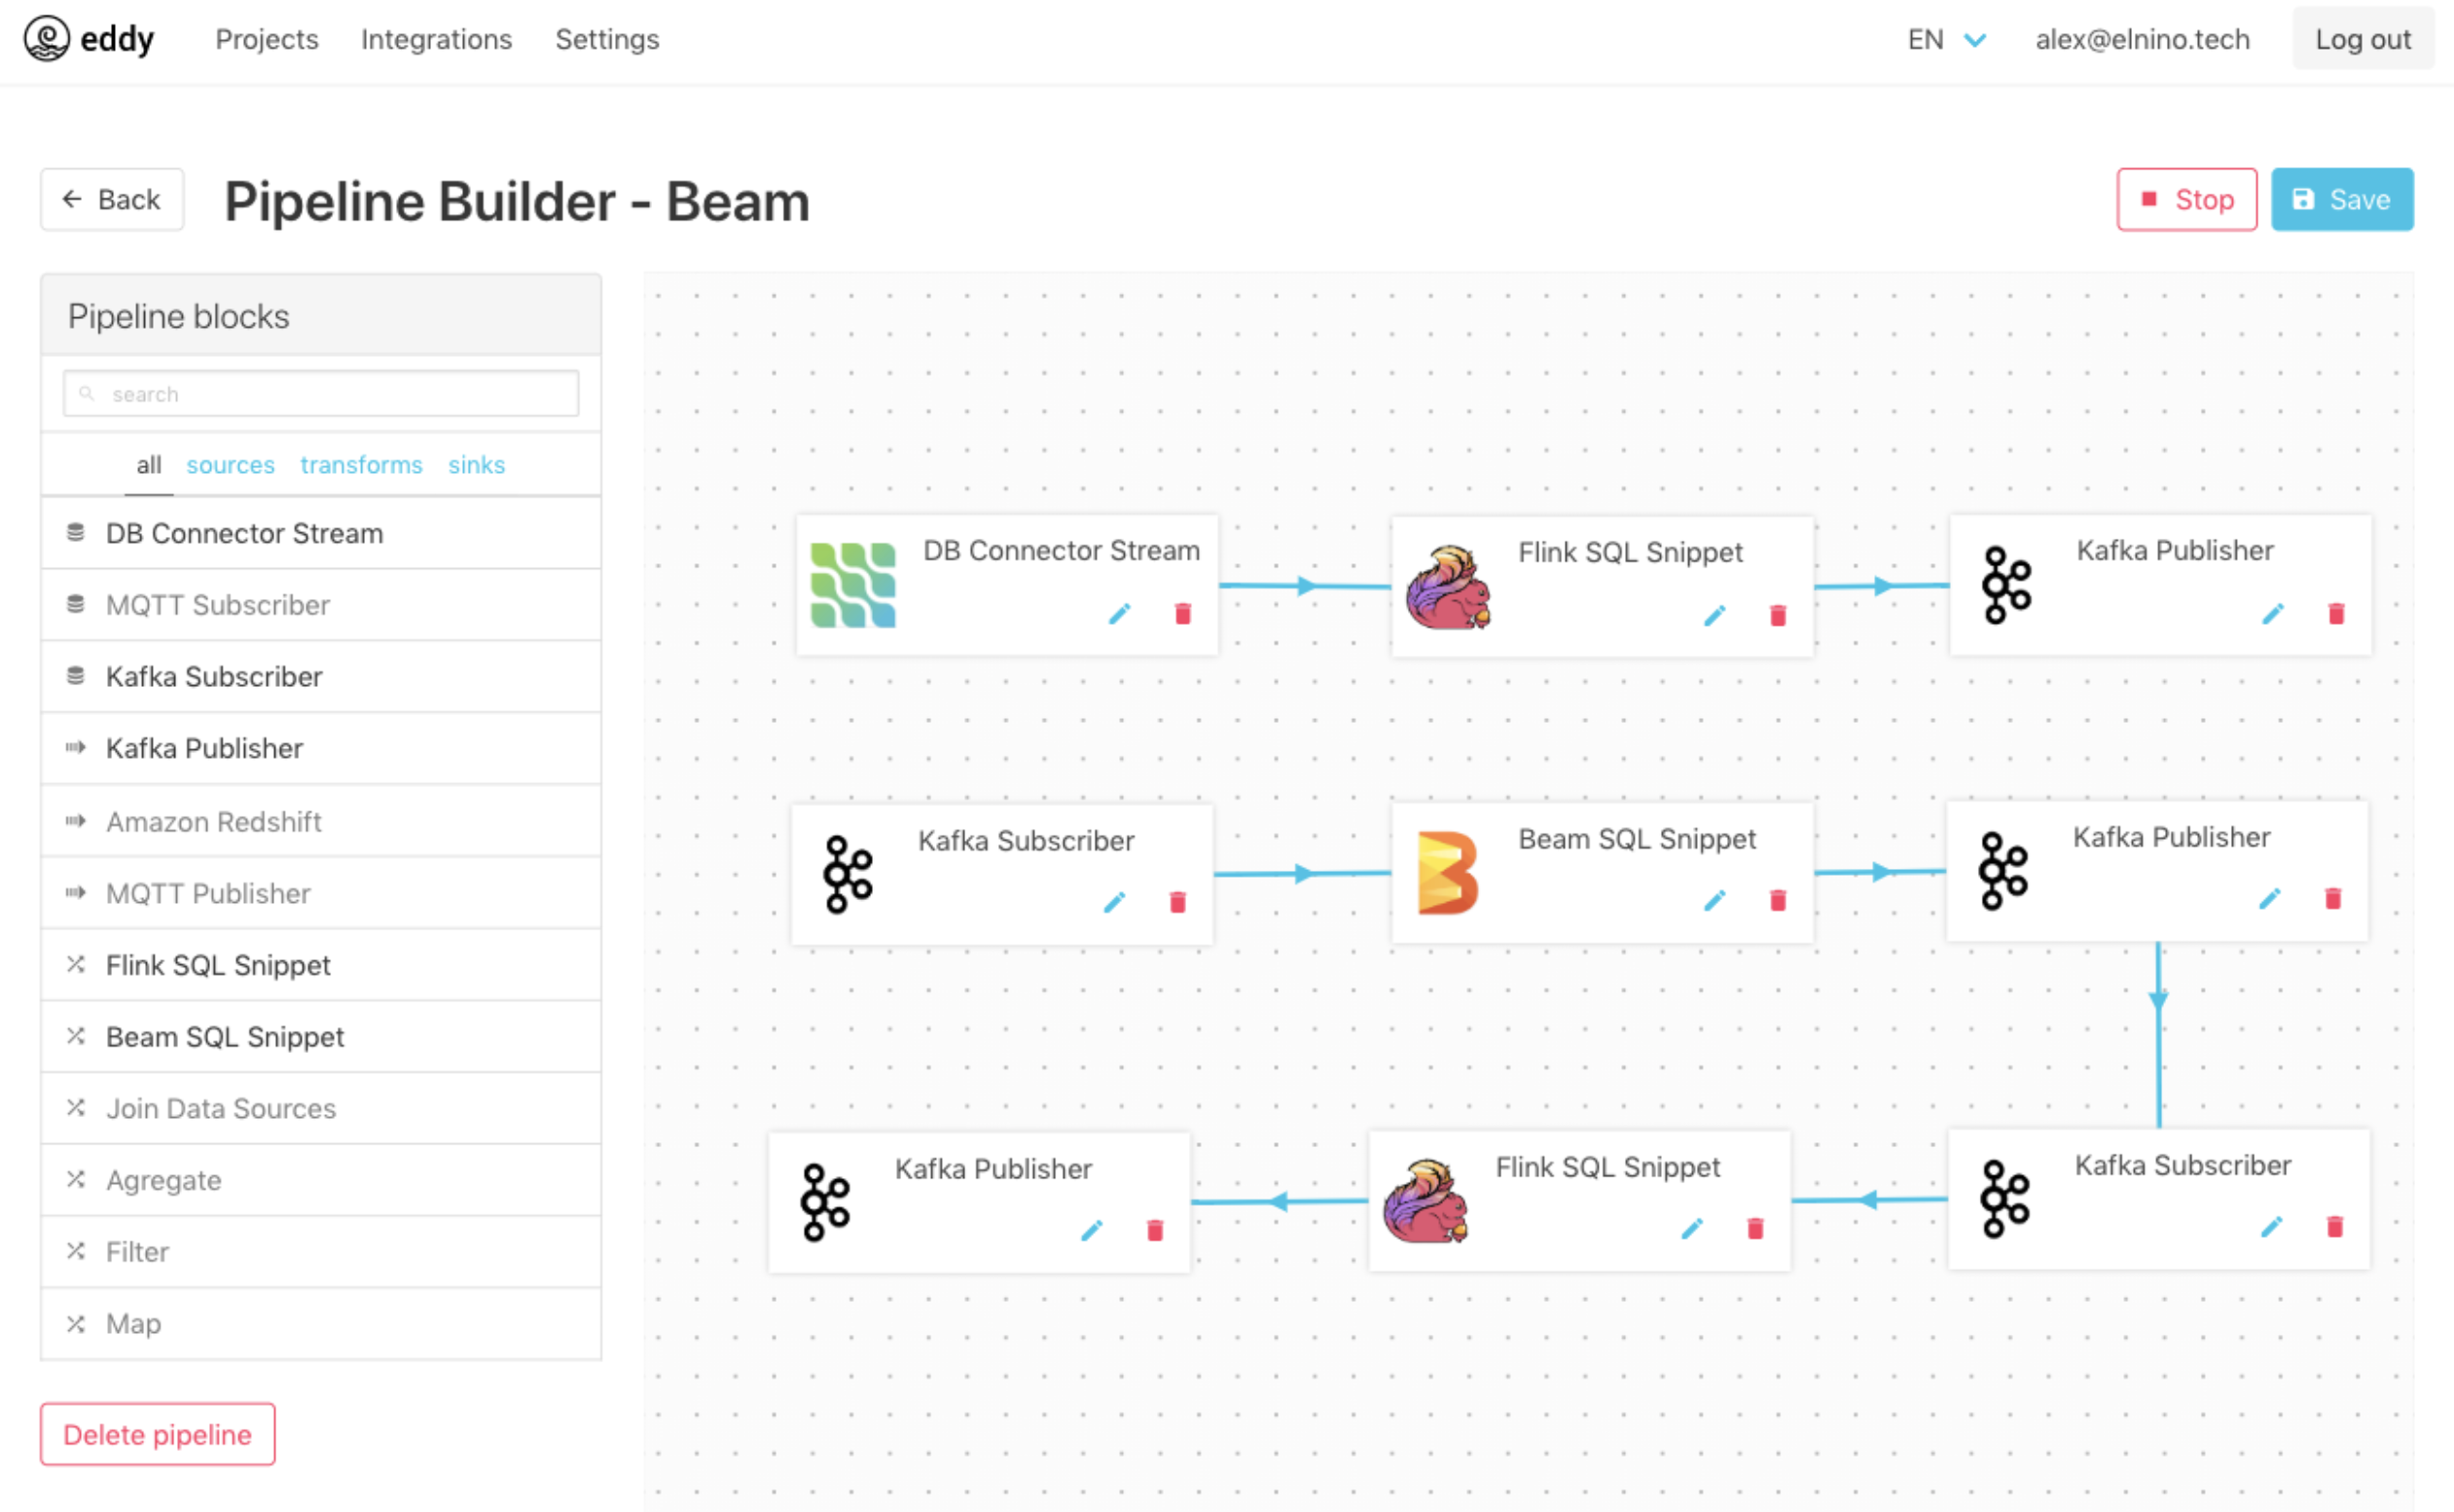 eddy Projects Integrations Settings EN alex@elnino.tech Log out
← Back Pipeline Builder - Beam Stop Save
Pipeline blocks
search
all sources transforms sinks
DB Connector Stream
MQTT Subscriber
Kafka Subscriber
Kafka Publisher
Amazon Redshift
MQTT Publisher
Flink SQL Snippet
Beam SQL Snippet
Join Data Sources
Agregate
Filter
Map
Delete pipeline
DB Connector Stream Flink SQL Snippet Kafka Publisher
Kafka Subscriber Beam SQL Snippet Kafka Publisher
Kafka Publisher Flink SQL Snippet Kafka Subscriber